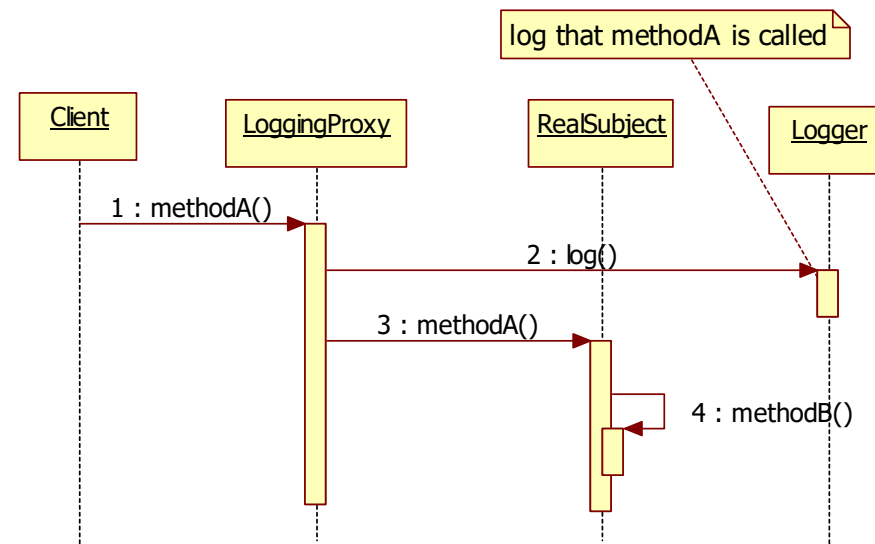 log that methodA is called
Client
LoggingProxy
RealSubject
Logger
1 : methodA()
2 : log()
3 : methodA()
4 : methodB()